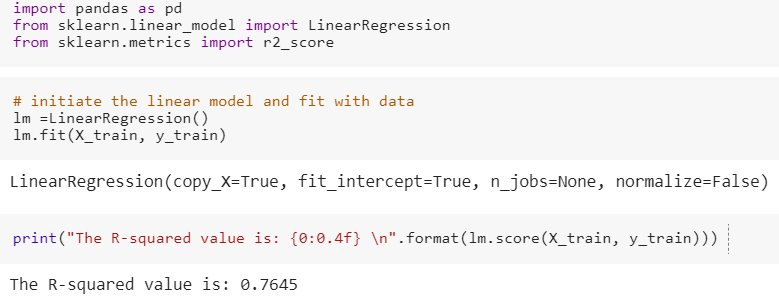 import pandas as pd
from sklearn.linear_model import LinearRegression
from sklearn.metrics import r2_score
# initiate the linear model and fit with data
lm =LinearRegression()
lm.fit(X_train, y_train)
LinearRegression(copy_X=True, fit_intercept=True, n_jobs=None, normalize=False)
print("The R-squared value is: {0:0.4f} \n".format(lm.score(X_train, y_train)))
The R-squared value is: 0.7645